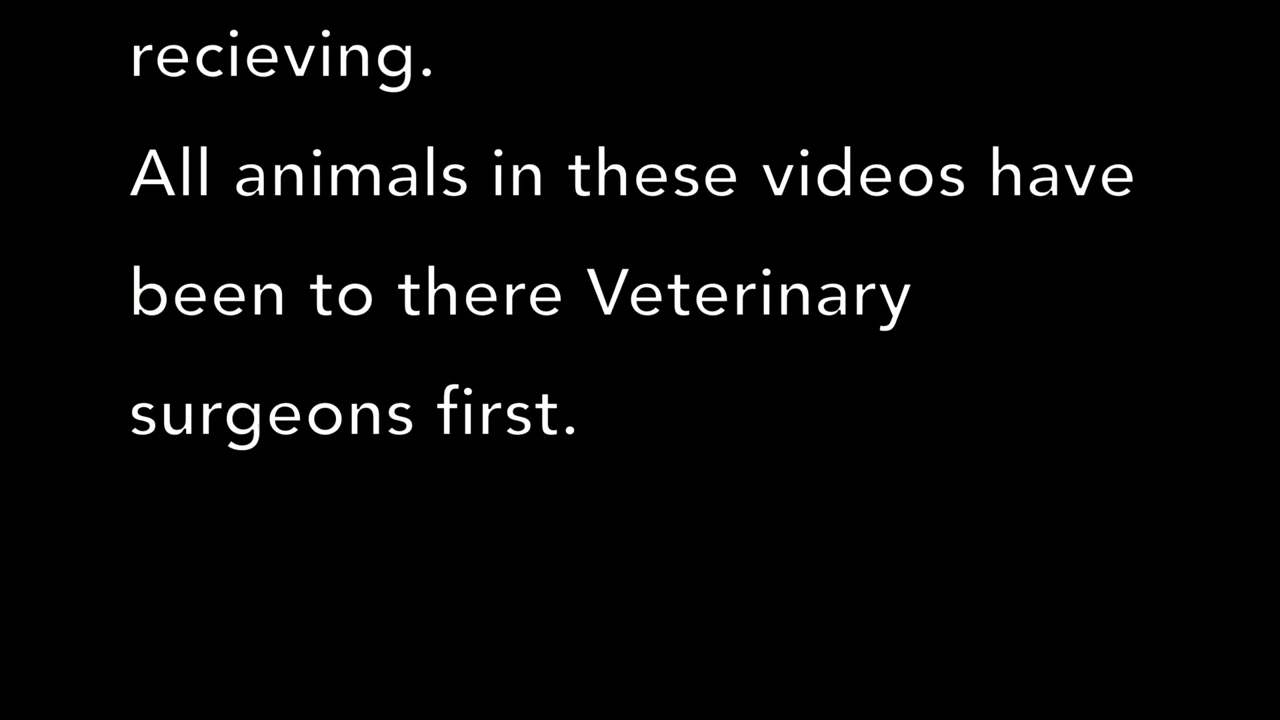 recieving.
All animals in these videos have
been to there Veterinary
surgeons first.